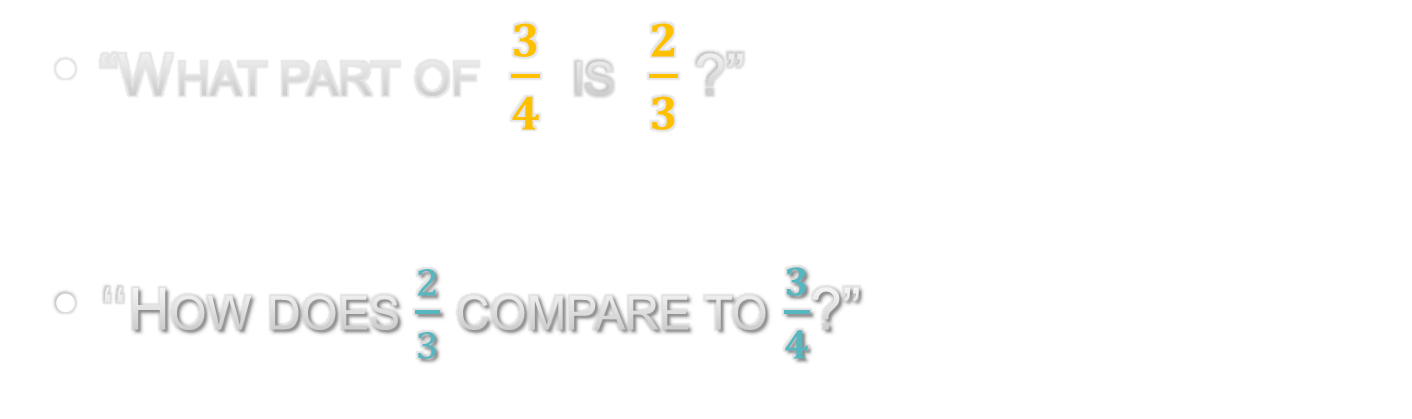 ○ “WHAT PART OF 3/4 IS 2/3 ?”
○ “HOW DOES 2/3 COMPARE TO 3/4?”